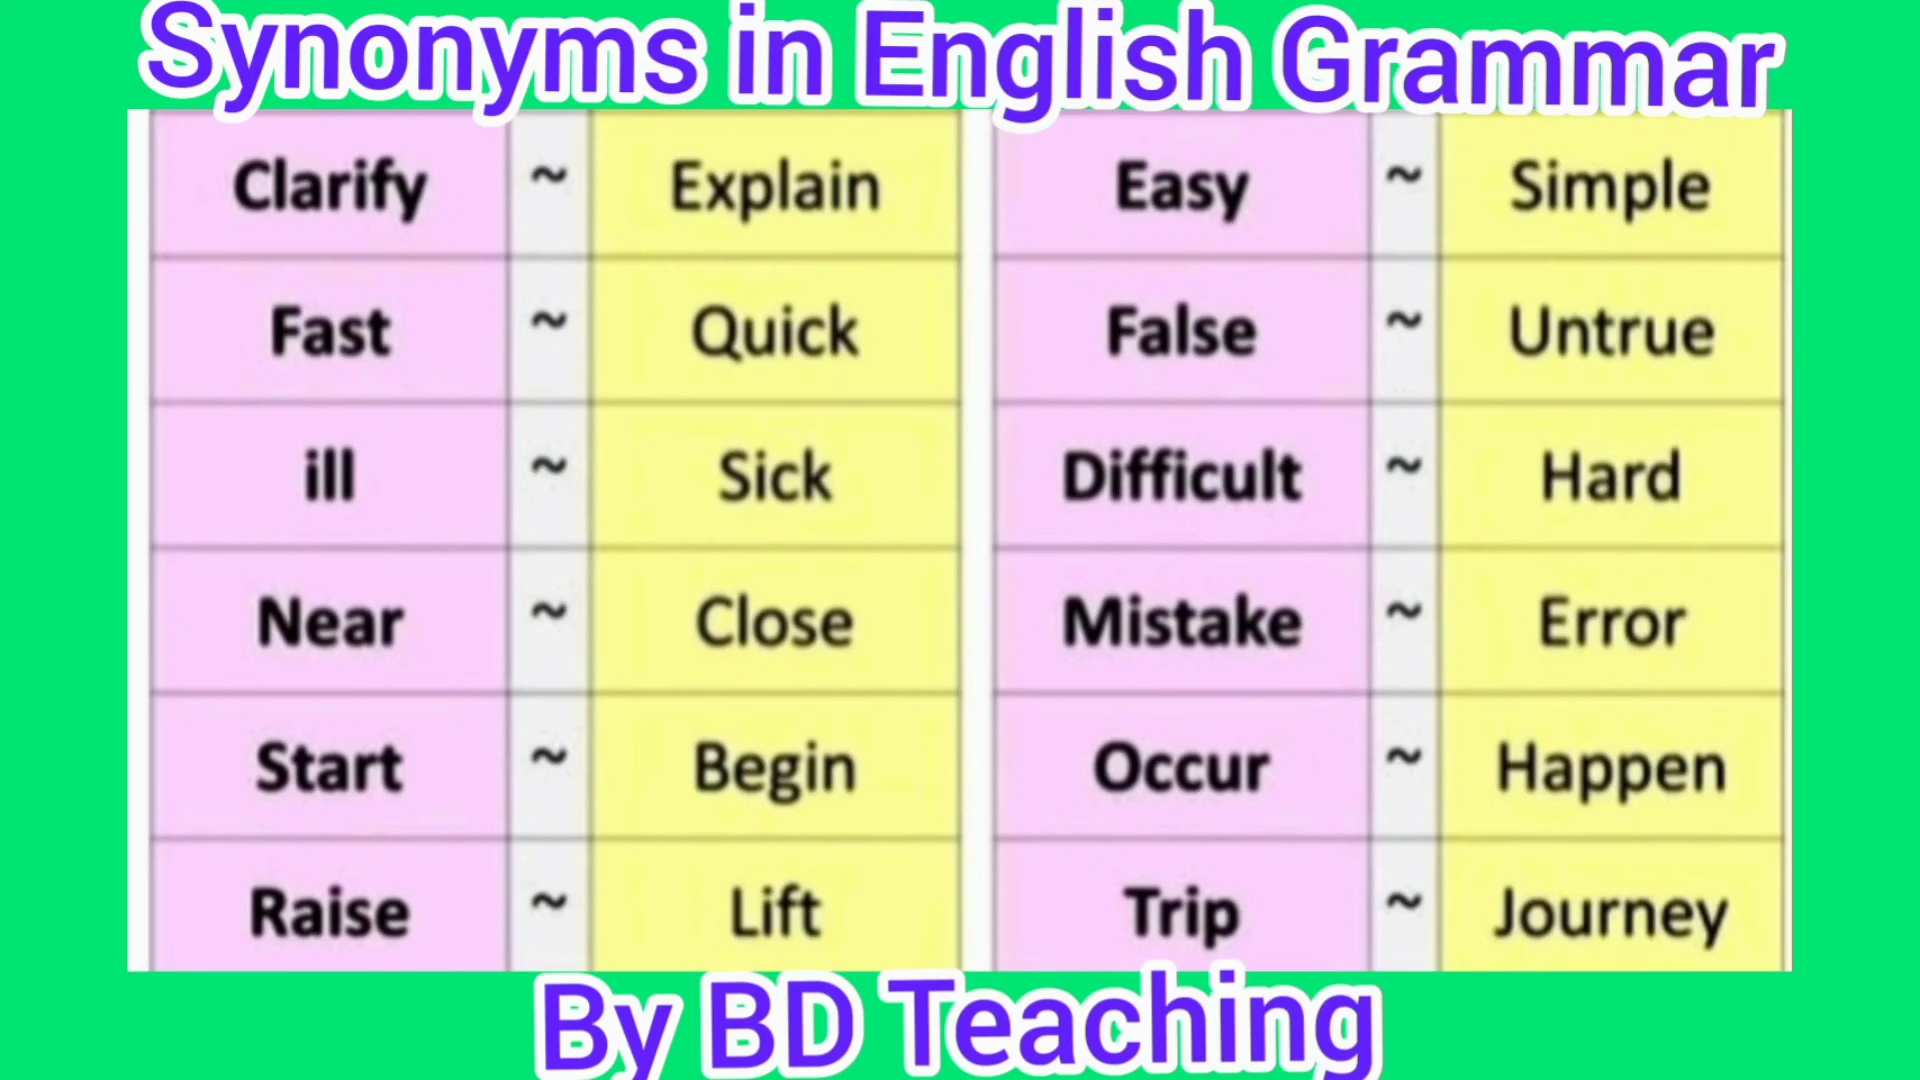 Synonyms in English Grammar
Clarify ~ Explain Easy ~ Simple
Fast ~ Quick False ~ Untrue
ill ~ Sick Difficult ~ Hard
Near ~ Close Mistake ~ Error
Start ~ Begin Occur ~ Happen
Raise ~ Lift Trip ~ Journey
By BD Teaching